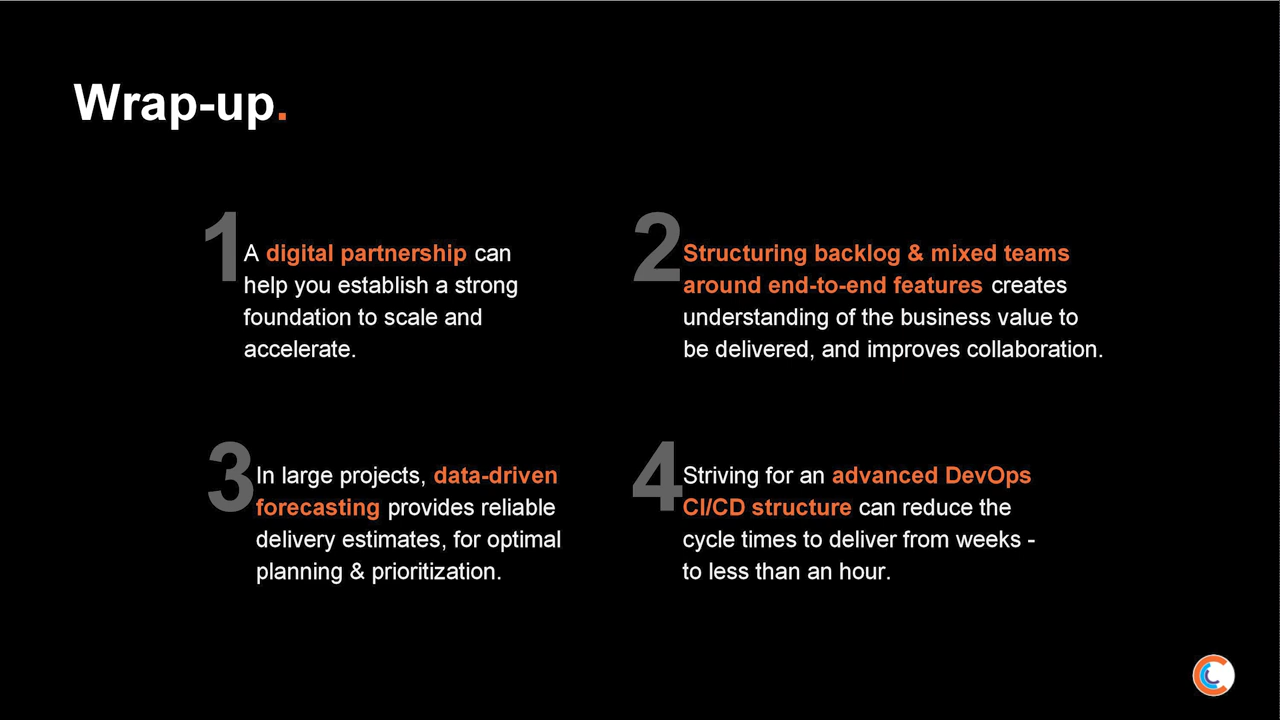 Wrap-up.
1
A digital partnership can
help you establish a strong
foundation to scale and
accelerate.
2
Structuring backlog & mixed teams
around end-to-end features creates
understanding of the business value to
be delivered, and improves collaboration.
3
In large projects, data-driven
forecasting provides reliable
delivery estimates, for optimal
planning & prioritization.
4
Striving for an advanced DevOps
CI/CD structure can reduce the
cycle times to deliver from weeks -
to less than an hour.